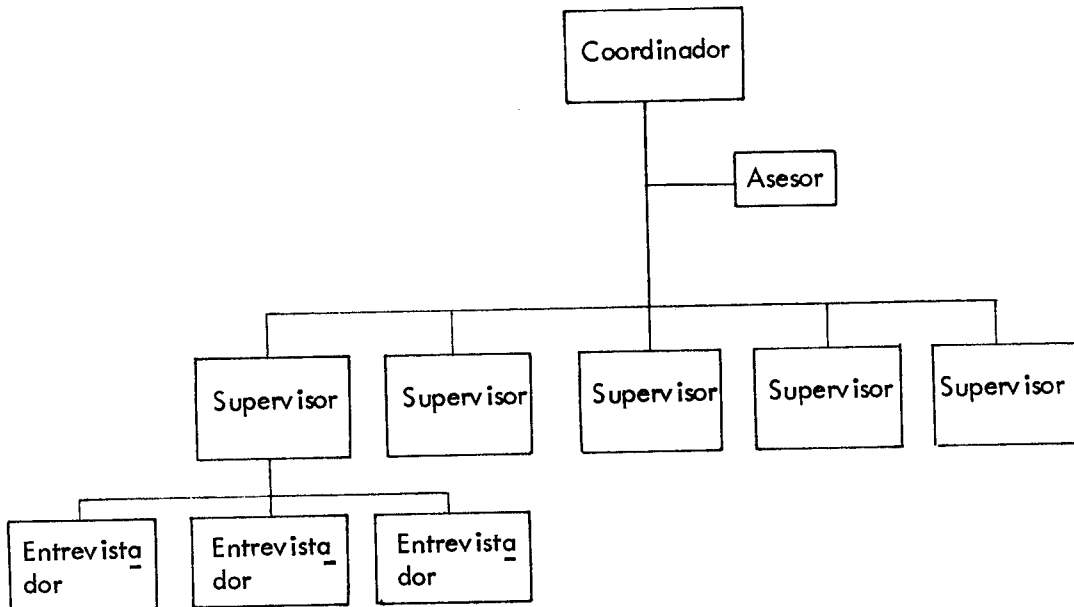 Coordinador
Asesor
Supervisor
Supervisor
Supervisor
Supervisor
Supervisor
Entrevista
dor
Entrevista
dor
Entrevista
dor